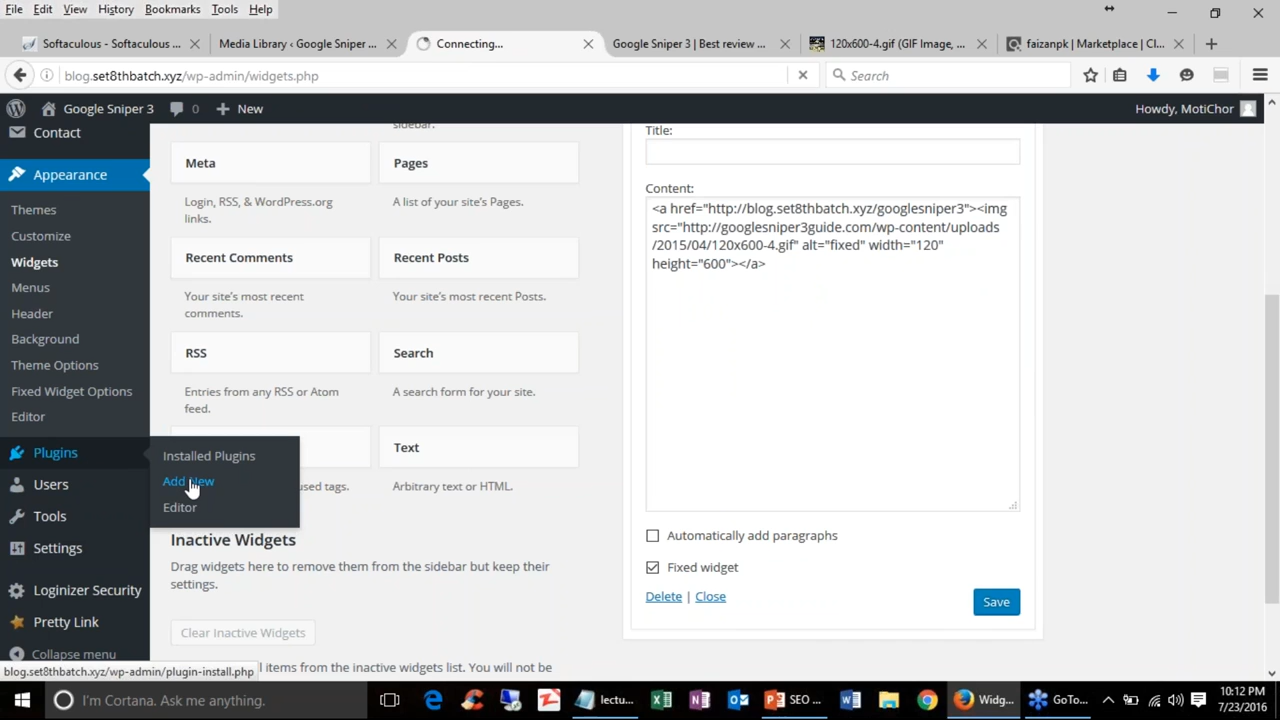 File Edit View History Bookmarks Tools Help
Softaculous - Softaculous ...
Media Library ‹ Google Sniper ...
Connecting...
Google Sniper 3 | Best review ...
120x600-4.gif (GIF Image, ...
faizanpk | Marketplace | Cl...
blog.set8thbatch.xyz/wp-admin/widgets.php
Search
Google Sniper 3
0
New
Howdy, MotiChor
Contact
Appearance
Themes
Customize
Widgets
Menus
Header
Background
Theme Options
Fixed Widget Options
Editor
Plugins
Users
Tools
Settings
Loginizer Security
Pretty Link
Collapse menu
Installed Plugins
Add New
Editor
sidebar.
Meta
Login, RSS, & WordPress.org
links.
Pages
A list of your site's Pages.
Recent Comments
Your site's most recent
comments.
Recent Posts
Your site's most recent Posts.
RSS
Entries from any RSS or Atom
feed.
Search
A search form for your site.
used tags.
Text
Arbitrary text or HTML.
Inactive Widgets
Drag widgets here to remove them from the sidebar but keep their
settings.
Clear Inactive Widgets
items from the inactive widgets list. You will not be
Title:
Content:
<a href="http://blog.set8thbatch.xyz/googlesniper3"><img
src="http://googlesniper3guide.com/wp-content/uploads
/2015/04/120x600-4.gif" alt="fixed" width="120"
height="600"></a>
Automatically add paragraphs
Fixed widget
Delete | Close
Save
blog.set8thbatch.xyz/wp-admin/plugin-install.php
I'm Cortana. Ask me anything.
lectu...
SEO ...
Widg...
GoTo...
10:12 PM
7/23/2016